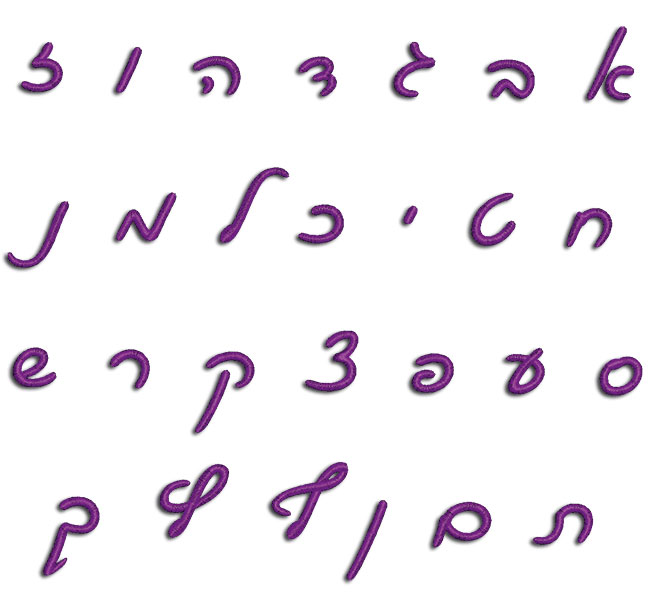 א ב ג ד ה ו ז
ח ט י כ ל מ נ
ס ע פ צ ק ר ש
ת ם ן ץ ף ך